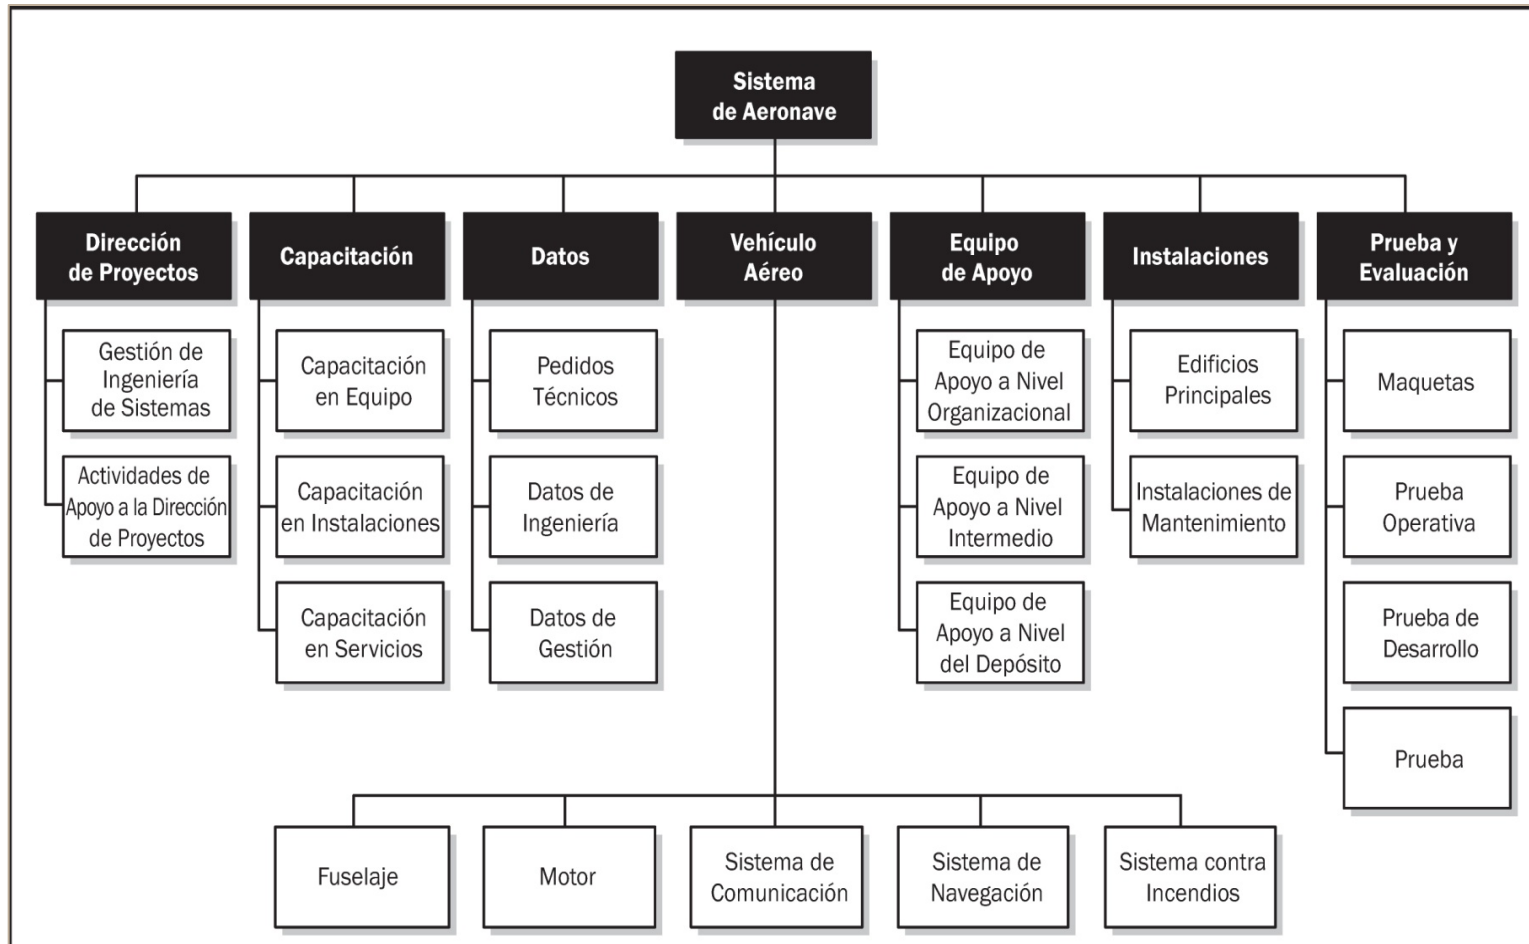 Sistema
de Aeronave
Dirección
de Proyectos
Capacitación
Datos
Vehículo
Aéreo
Equipo
de Apoyo
Instalaciones
Prueba y
Evaluación
Gestión de
Ingeniería
de Sistemas
Actividades de
Apoyo a la Dirección
de Proyectos
Capacitación
en Equipo
Capacitación
en Instalaciones
Capacitación
en Servicios
Pedidos
Técnicos
Datos de
Ingeniería
Datos de
Gestión
Equipo de
Apoyo a Nivel
Organizacional
Equipo de
Apoyo a Nivel
Intermedio
Equipo de
Apoyo a Nivel
del Depósito
Edificios
Principales
Instalaciones de
Mantenimiento
Maquetas
Prueba
Operativa
Prueba de
Desarrollo
Prueba
Fuselaje
Motor
Sistema de
Comunicación
Sistema de
Navegación
Sistema contra
Incendios